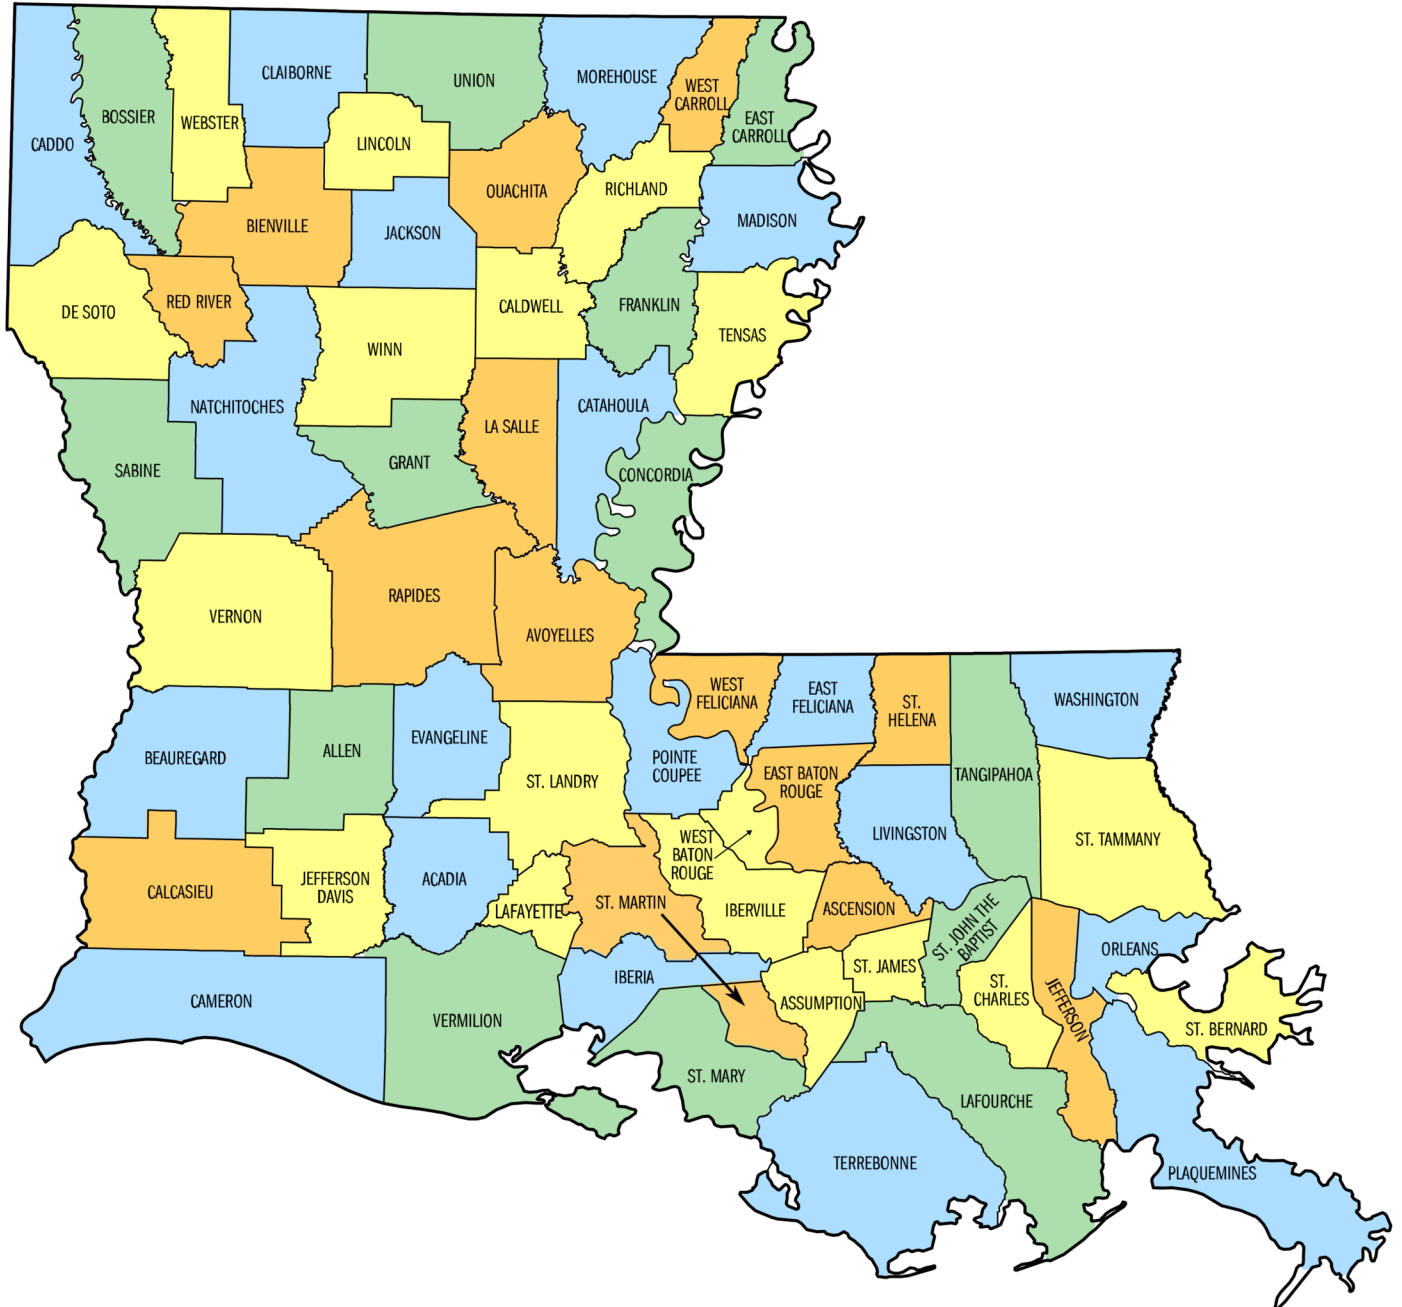 CLAIBORNE
UNION
MOREHOUSE
WEST
CARROLL
BOSSIER
WEBSTER
EAST
CARROLL
CADDO
LINCOLN
OUACHITA
RICHLAND
BIENVILLE
JACKSON
MADISON
DE SOTO
RED RIVER
CALDWELL
FRANKLIN
TENSAS
WINN
NATCHITOCHES
CATAHOULA
LA SALLE
SABINE
GRANT
CONCORDIA
VERNON
RAPIDES
AVOYELLES
WEST
FELICIANA
EAST
FELICIANA
ST.
HELENA
WASHINGTON
BEAUREGARD
ALLEN
EVANGELINE
ST. LANDRY
POINTE
COUPEE
EAST BATON
ROUGE
TANGIPAHOA
LIVINGSTON
ST. TAMMANY
WEST
BATON
ROUGE
CALCASIEU
JEFFERSON
DAVIS
ACADIA
LAFAYETTE
ST. MARTIN
IBERVILLE
ASCENSION
ST. JOHN THE
BAPTIST
ORLEANS
ST. JAMES
IBERIA
CAMERON
VERMILION
ASSUMPTION
ST.
CHARLES
JEFFERSON
ST. BERNARD
ST. MARY
LAFOURCHE
TERREBONNE
PLAQUEMINES